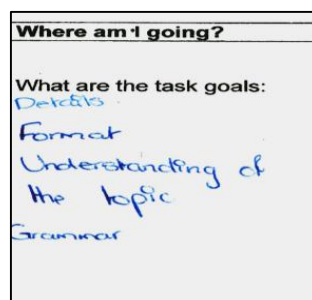 Where am I going?
What are the task goals:
Details
Format
Understanding of
the topic
Grammar